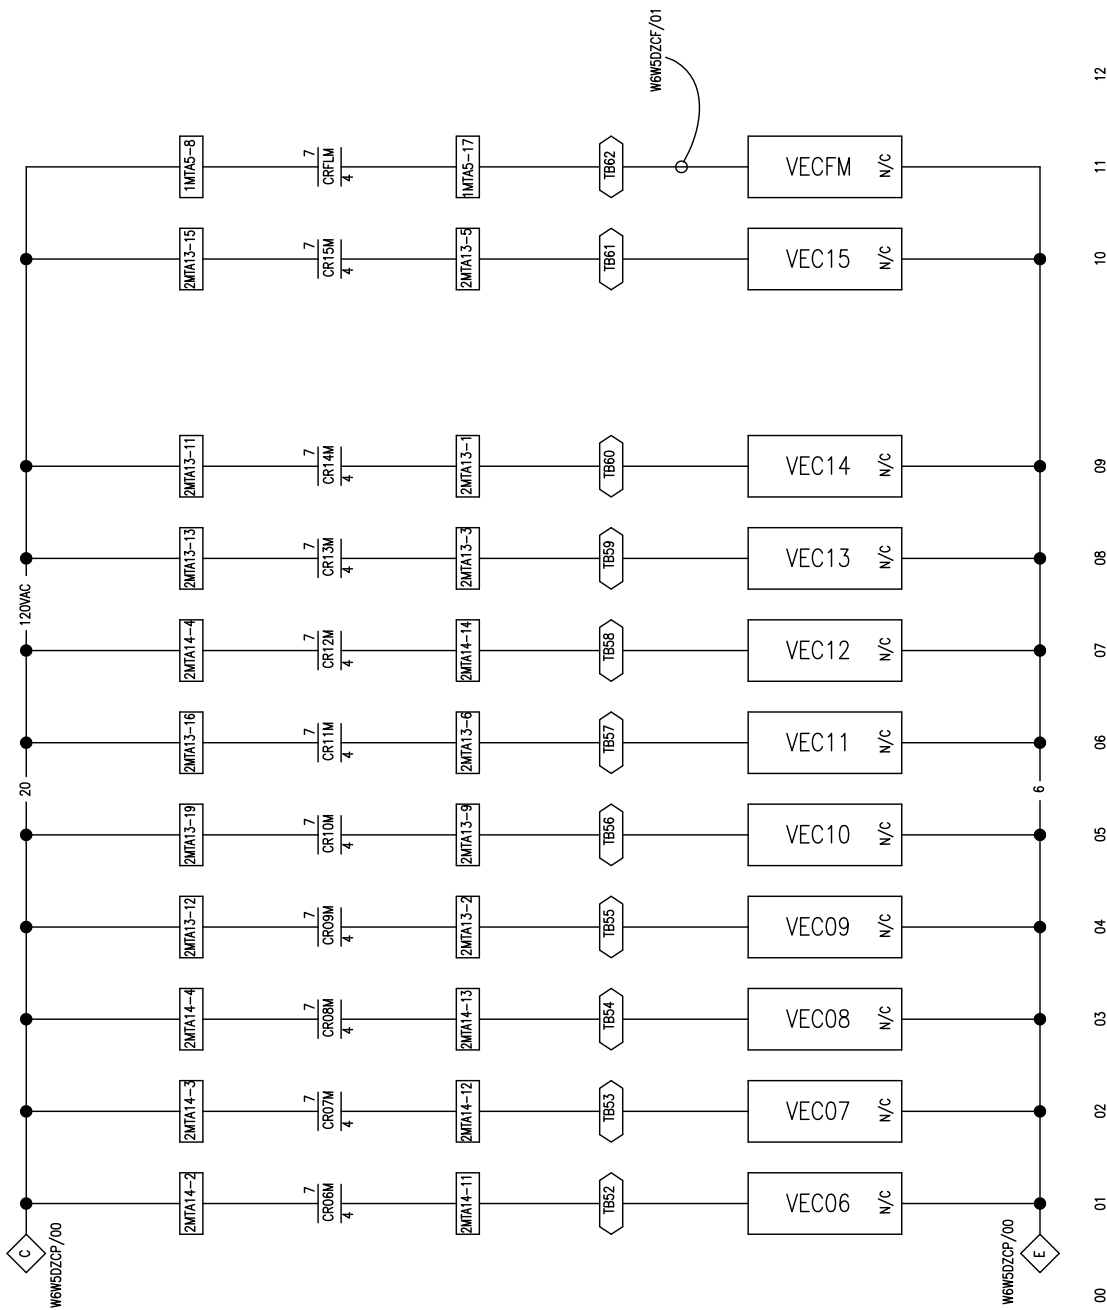 W6W5DZCF/01
1MTA5-8
7
CRFLM
4
1MTA5-17
TB62
VECFM
N/C
11
12
2MTA13-15
7
CR15M
4
2MTA13-5
TB61
VEC15
N/C
10
2MTA13-11
7
CR14M
4
2MTA13-1
TB60
VEC14
N/C
09
120VAC
2MTA13-13
7
CR13M
4
2MTA13-3
TB59
VEC13
N/C
08
2MTA14-4
7
CR12M
4
2MTA14-14
TB58
VEC12
N/C
07
2MTA13-16
7
CR11M
4
2MTA13-6
TB57
VEC11
N/C
06
20
6
2MTA13-19
7
CR10M
4
2MTA13-9
TB56
VEC10
N/C
05
2MTA13-12
7
CR09M
4
2MTA13-2
TB55
VEC09
N/C
04
2MTA14-4
7
CR08M
4
2MTA14-13
TB54
VEC08
N/C
03
2MTA14-3
7
CR07M
4
2MTA14-12
TB53
VEC07
N/C
02
2MTA14-2
7
CR06M
4
2MTA14-11
TB52
VEC06
N/C
01
C
W6W5DZCP/00
E
W6W5DZCP/00
00